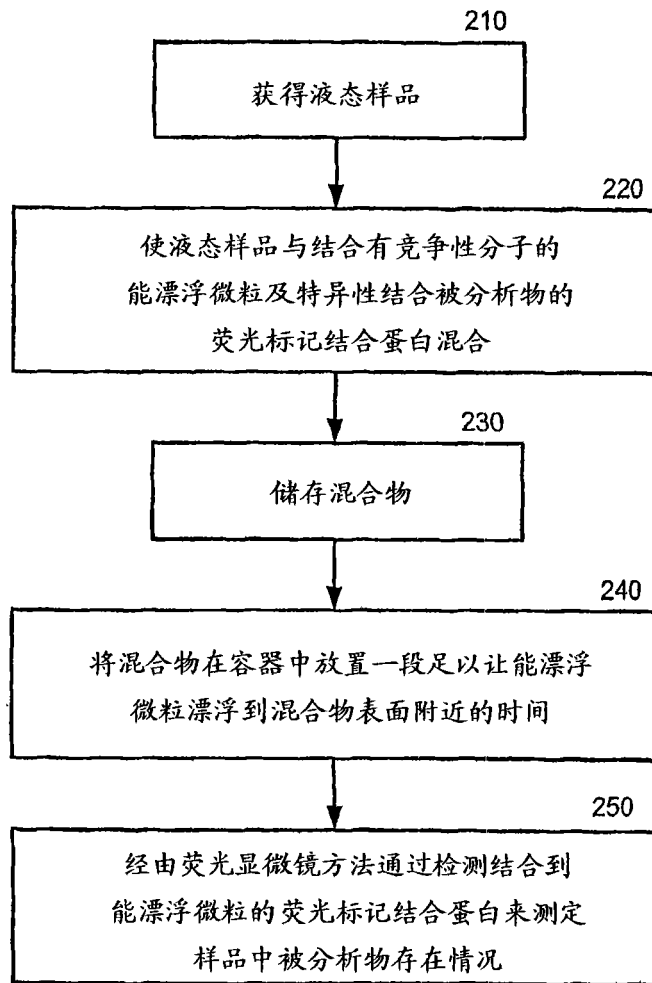 210
获得液态样品
220
使液态样品与结合有竞争性分子的
能漂浮微粒及特异性结合被分析物的
荧光标记结合蛋白混合
230
储存混合物
240
将混合物在容器中放置一段足以让能漂浮
微粒漂浮到混合物表面附近的时间
250
经由荧光显微镜方法通过检测结合到
能漂浮微粒的荧光标记结合蛋白来测定
样品中被分析物存在情况